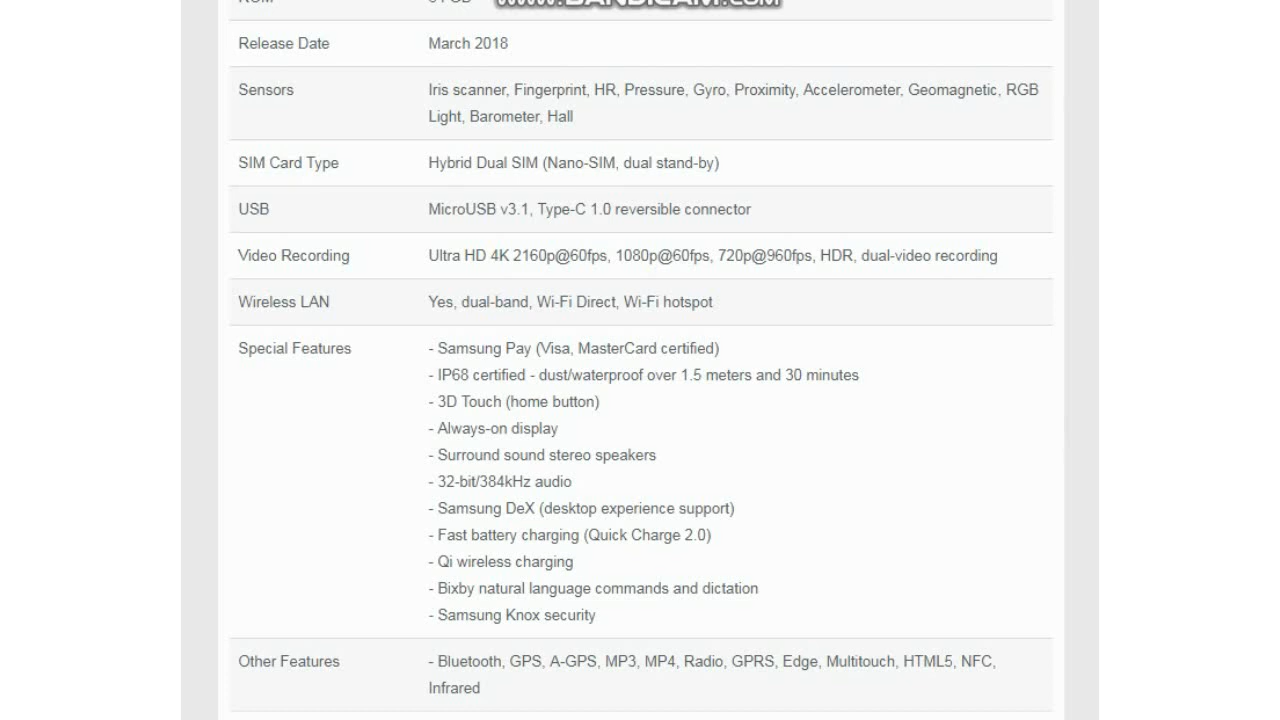 WWW.BANDICAM.COM
Release Date
March 2018
Sensors
Iris scanner, Fingerprint, HR, Pressure, Gyro, Proximity, Accelerometer, Geomagnetic, RGB
Light, Barometer, Hall
SIM Card Type
Hybrid Dual SIM (Nano-SIM, dual stand-by)
USB
MicroUSB v3.1, Type-C 1.0 reversible connector
Video Recording
Ultra HD 4K 2160p@60fps, 1080p@60fps, 720p@960fps, HDR, dual-video recording
Wireless LAN
Yes, dual-band, Wi-Fi Direct, Wi-Fi hotspot
Special Features
- Samsung Pay (Visa, MasterCard certified)
- IP68 certified - dust/waterproof over 1.5 meters and 30 minutes
- 3D Touch (home button)
- Always-on display
- Surround sound stereo speakers
- 32-bit/384kHz audio
- Samsung DeX (desktop experience support)
- Fast battery charging (Quick Charge 2.0)
- Qi wireless charging
- Bixby natural language commands and dictation
- Samsung Knox security
Other Features
- Bluetooth, GPS, A-GPS, MP3, MP4, Radio, GPRS, Edge, Multitouch, HTML5, NFC,
Infrared